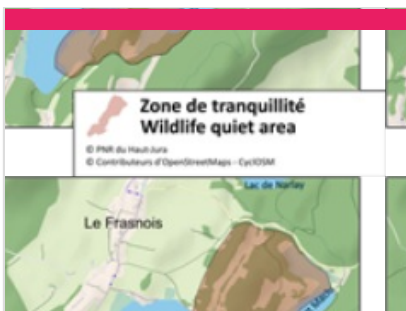 Zone de tranquillité
Wildlife quiet area
© PNR du Haut-Jura
© Contributeurs d'OpenStreetMaps - CyclOSM
Lac de Narlay
Le Frasnois